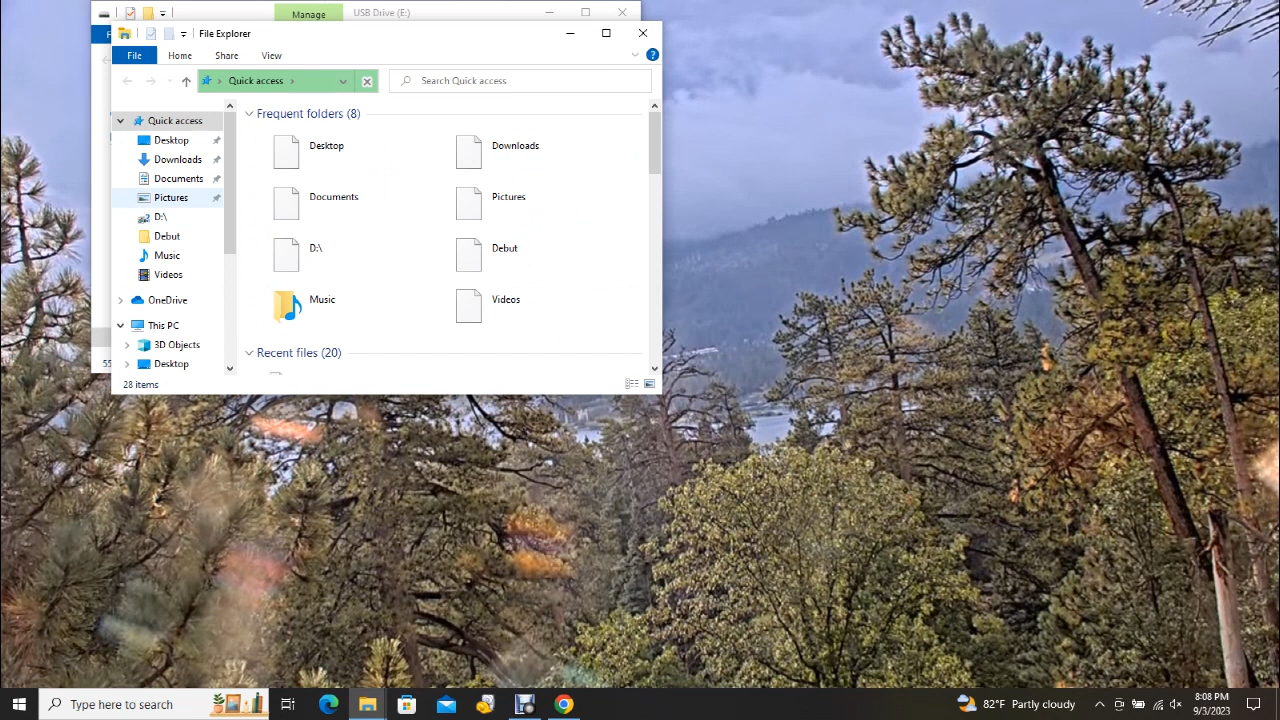 Manage
USB Drive (E:)
File Explorer
File
Home
Share
View
Quick access
Search Quick access
Quick access
Desktop
Downloads
Documents
Pictures
D:\
Debut
Music
Videos
OneDrive
This PC
3D Objects
Desktop
Frequent folders (8)
Desktop
Downloads
Documents
Pictures
D:\
Debut
Music
Videos
Recent files (20)
28 items
Type here to search
82°F Partly cloudy
8:08 PM
9/3/2023